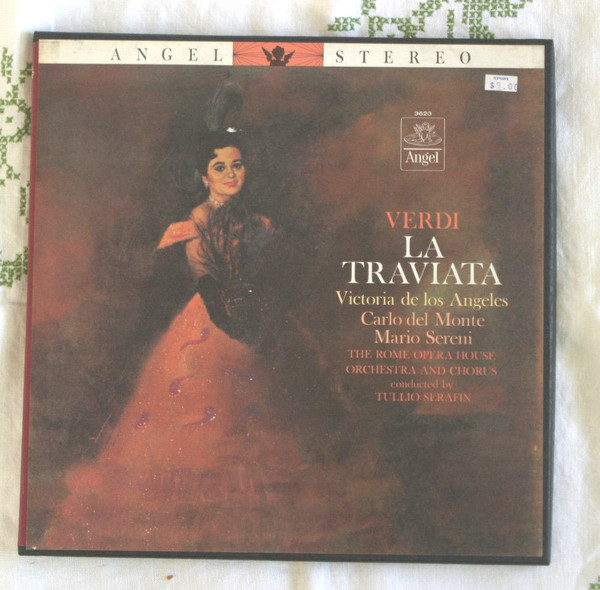 ANGEL STEREO
3623
Angel
VERDI
LA
TRAVIATA
Victoria de los Angeles
Carlo del Monte
Mario Sereni
THE ROME OPERA HOUSE
ORCHESTRA AND CHORUS
conducted by
TULLIO SERAFIN